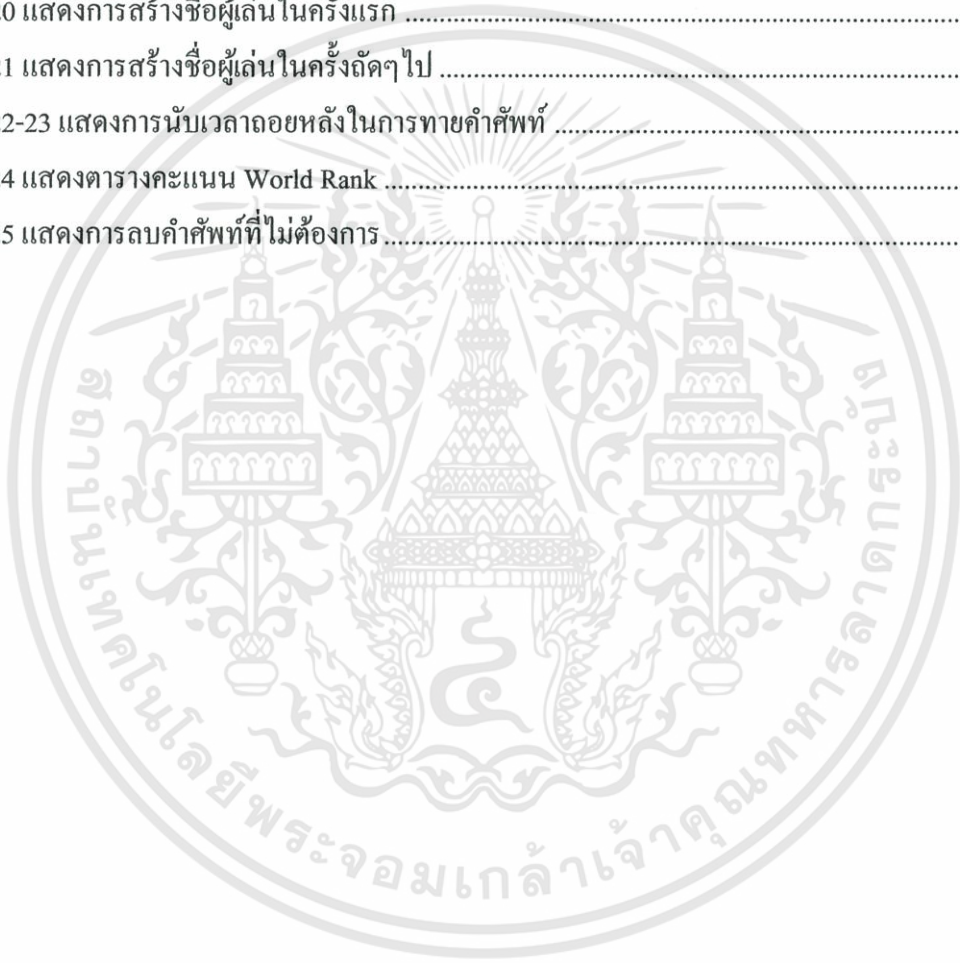 0 แสดงการสร้างชื่อผู้เล่นในครั้งแรก ........................................................................
1 แสดงการสร้างชื่อผู้เล่นในครั้งถัดๆ ไป ........................................................................
2-23 แสดงการนับเวลาถอยหลังในการทายคำศัพท์ ........................................................................
4 แสดงตารางคะแนน World Rank ........................................................................
5 แสดงการลบคำศัพท์ที่ไม่ต้องการ ........................................................................
สถาบันเทคโนโลยีพระจอมเกล้าเจ้าคุณทหารลาดกระบัง